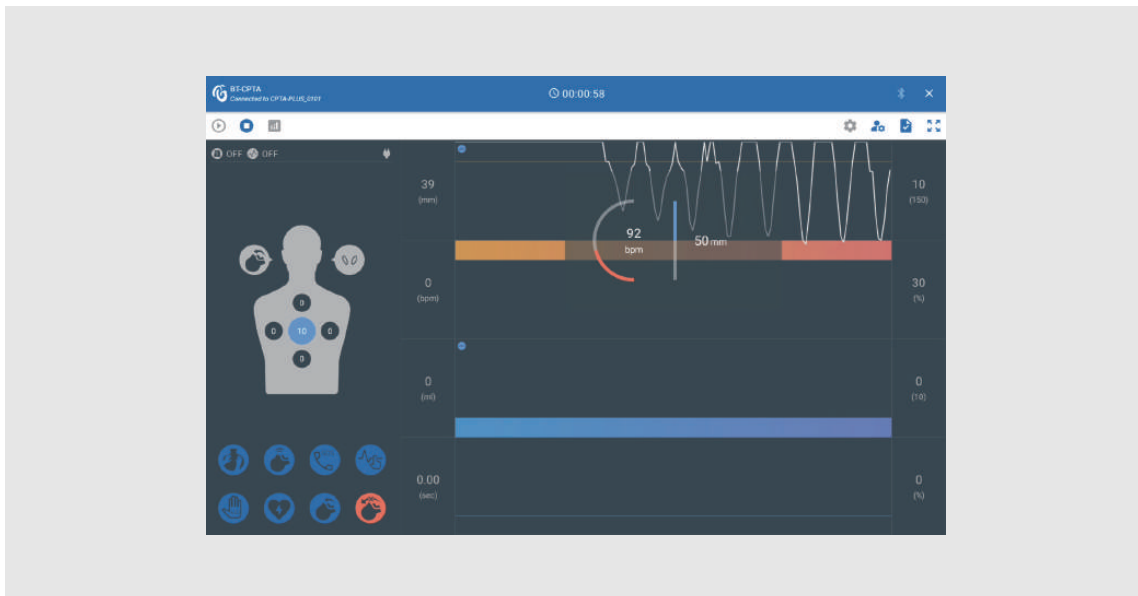 BT-CPTA
Connected to CPTA-PLUS_0101
00:00:58
OFF OFF
39
(mm)
10
(150)
92
bpm
50 mm
0
(bpm)
30
(%)
0
0 10 0
0
0
(ml)
0
(10)
0.00
(sec)
0
(%)